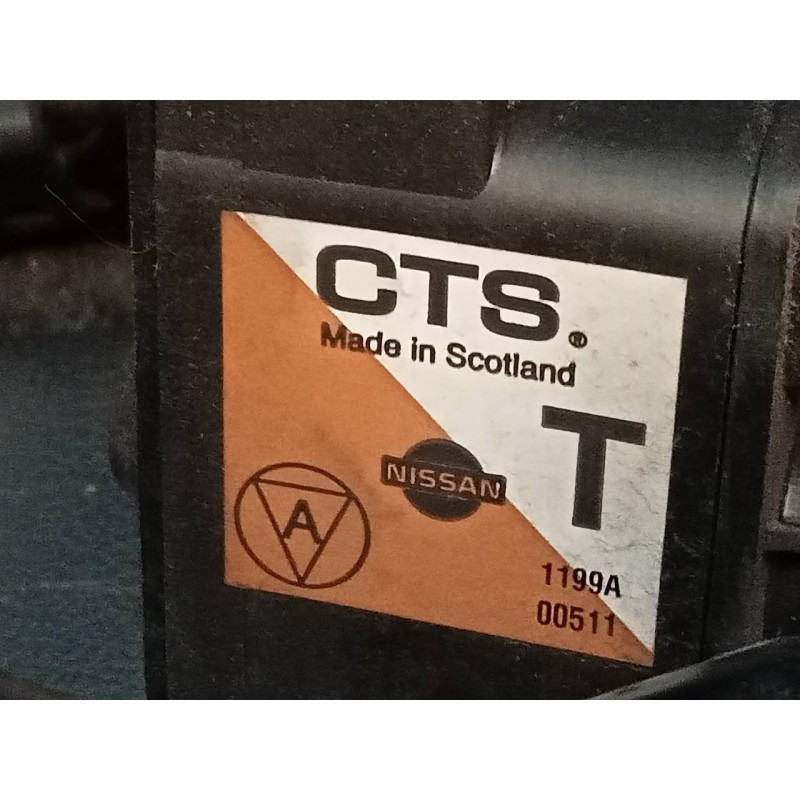 CTS®
Made in Scotland
T
NISSAN
A
1199A
00511